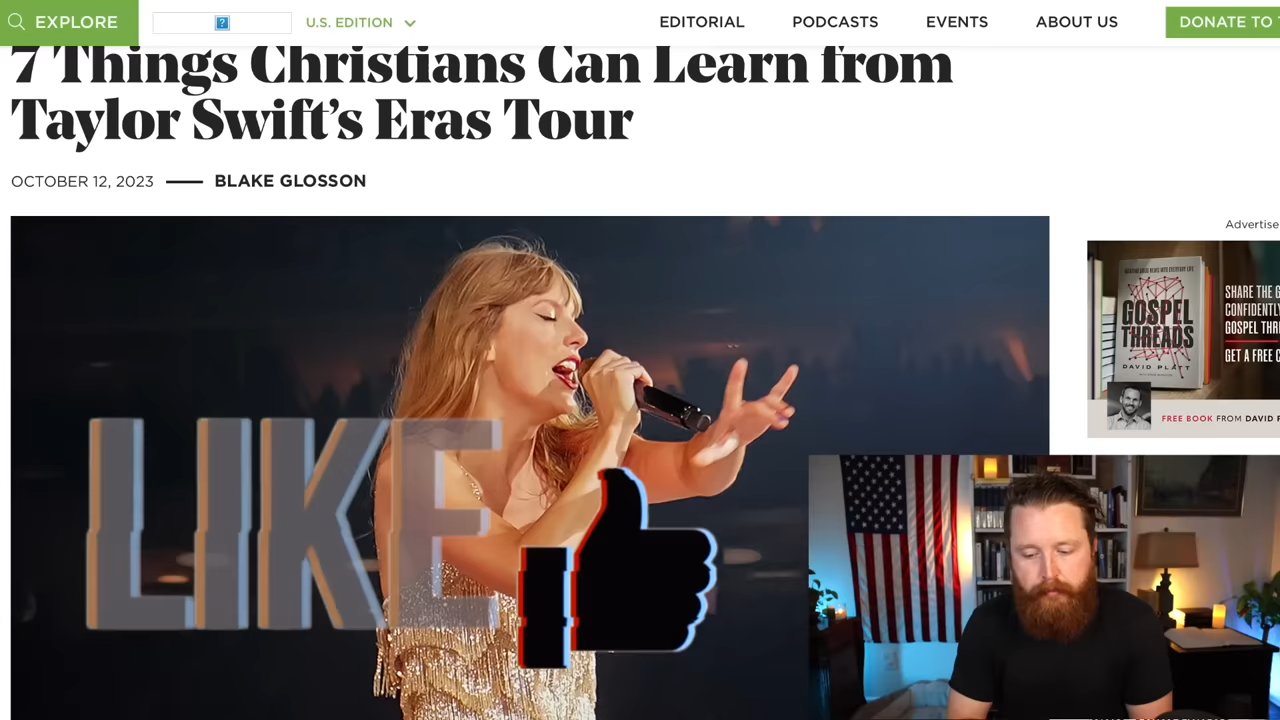 EXPLORE
U.S. EDITION
EDITORIAL
PODCASTS
EVENTS
ABOUT US
DONATE TO
7 Things Christians Can Learn from
Taylor Swift's Eras Tour
OCTOBER 12, 2023
BLAKE GLOSSON
Advertise
GOSPEL
THREADS
DAVID PLATT
SHARE THE G
CONFIDENTLY
GOSPEL THR
GET A FREE C
FREE BOOK FROM DAVID P
LIKE